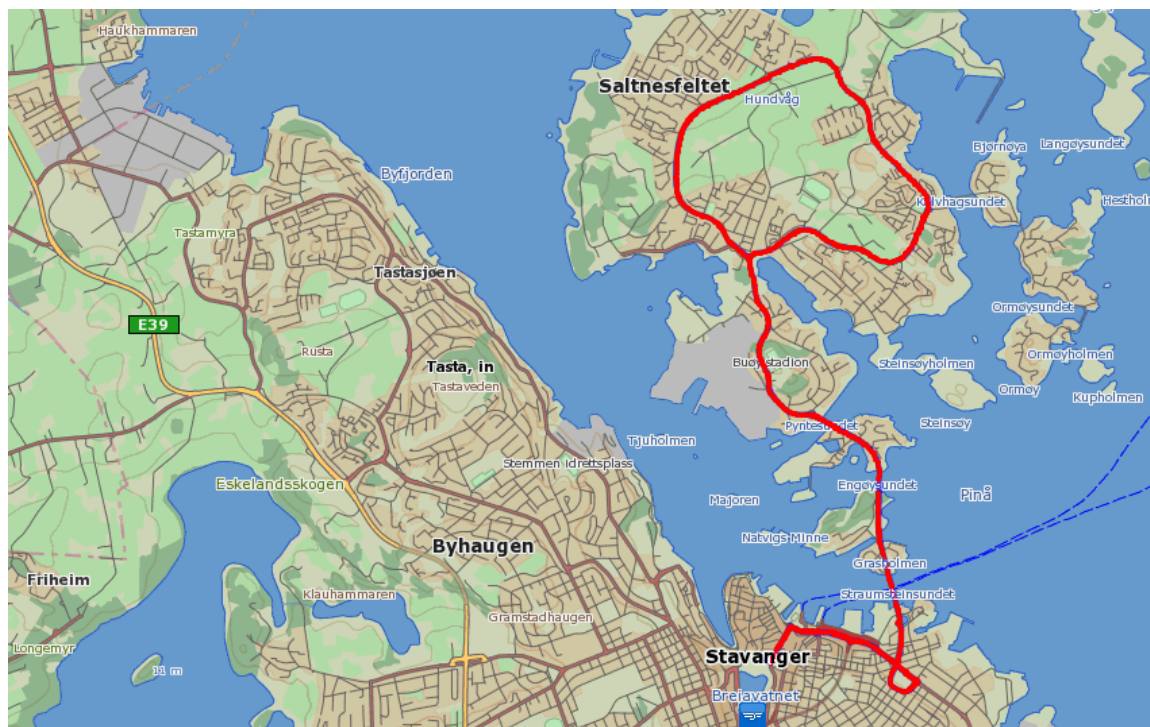 Haukhammaren
Saltnesfeltet
Hundvåg
Bjørnøya
Langøysundet
Byfjorden
Kalvhagsundet
Hestholm
Tastamyra
Tastasjøen
Ormøysundet
E39
Rusta
Tasta, in
Tastaveden
Buøy stadion
Steinsøyholmen
Ormøyholmen
Ormøy
Kupholmen
Pyntesundet
Steinsøy
Tjuholmen
Stemmen Idrettsplass
Eskelandsskogen
Engøysundet
Majoren
Pinå
Byhaugen
Natvigs Minne
Grasholmen
Friheim
Klauhammaren
Straumsteinsundet
Gramstadhaugen
Longemyr
Stavanger
11 m
Breiavatnet